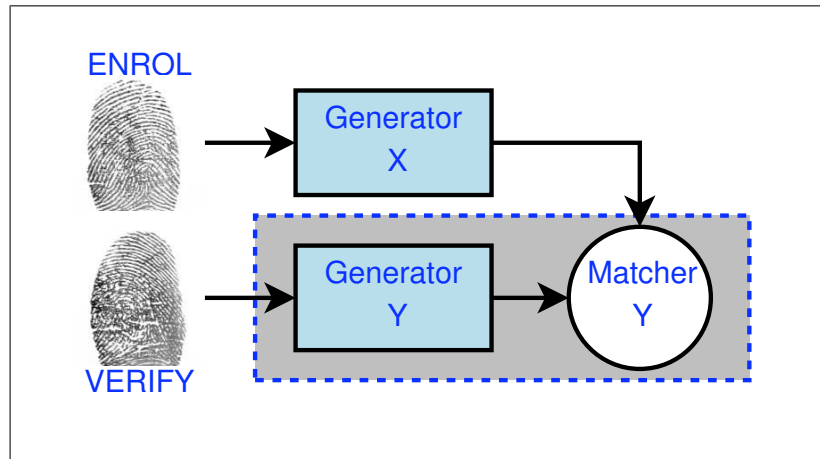 ENROL
Generator
X
Generator
Y
Matcher
Y
VERIFY